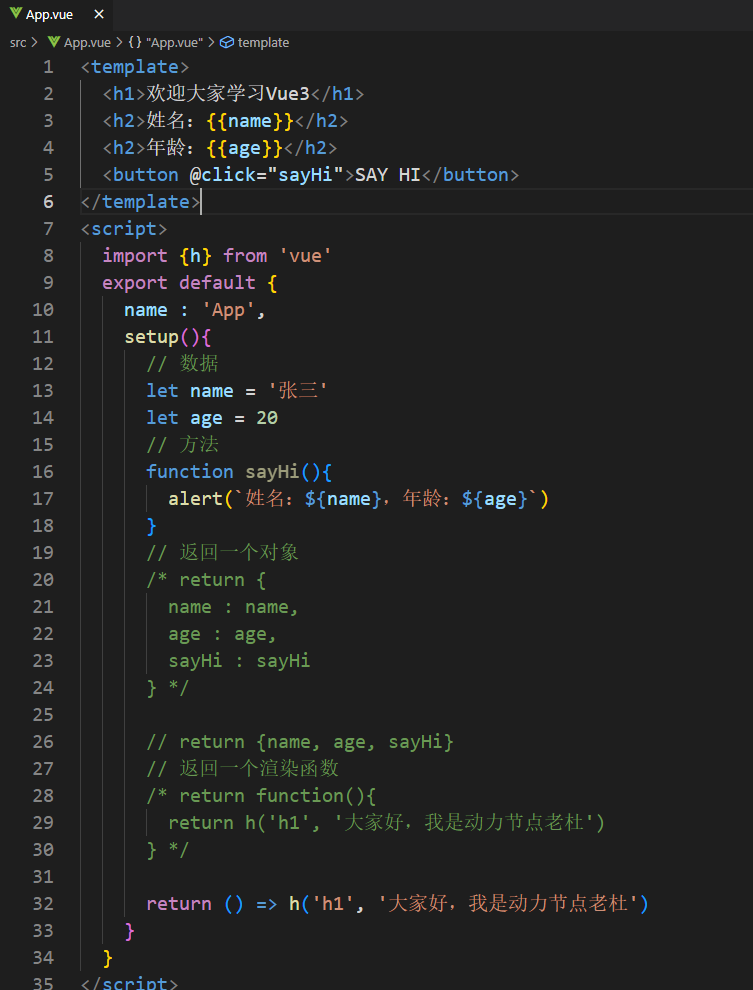 App.vue ×
src > App.vue > {} "App.vue" > template
1 <template>
2   <h1>欢迎大家学习Vue3</h1>
3   <h2>姓名：{{name}}</h2>
4   <h2>年龄：{{age}}</h2>
5   <button @click="sayHi">SAY HI</button>
6 </template>
7 <script>
8   import {h} from 'vue'
9   export default {
10     name : 'App',
11     setup(){
12       // 数据
13       let name = '张三'
14       let age = 20
15       // 方法
16       function sayHi(){
17         alert(`姓名：${name}，年龄：${age}`)
18       }
19       // 返回一个对象
20       /* return {
21         name : name,
22         age : age,
23         sayHi : sayHi
24       } */
25
26       // return {name, age, sayHi}
27       // 返回一个渲染函数
28       /* return function(){
29         return h('h1', '大家好，我是动力节点老杜')
30       } */
31
32       return () => h('h1', '大家好，我是动力节点老杜')
33     }
34   }
35 </script>